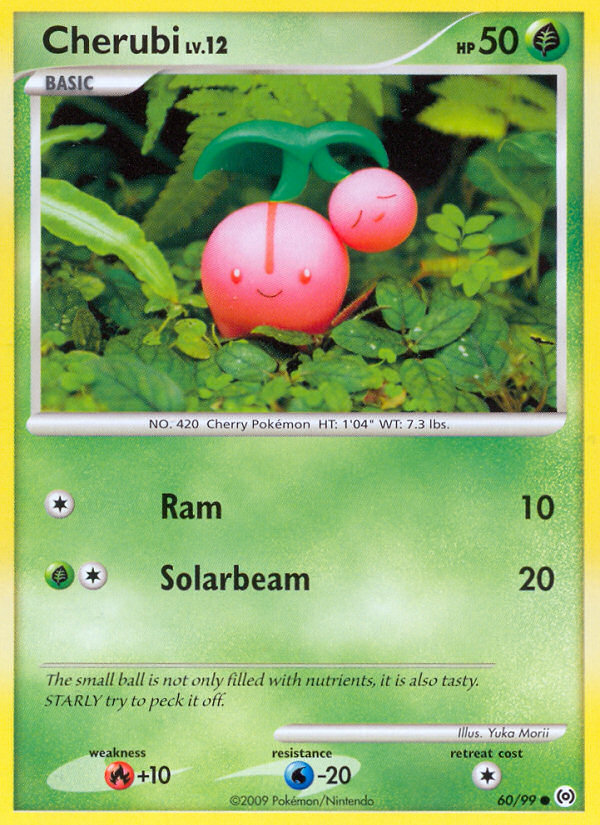 Cherubi LV.12 HP 50
BASIC
NO. 420 Cherry Pokémon HT: 1'04" WT: 7.3 lbs.
Ram 10
Solarbeam 20
The small ball is not only filled with nutrients, it is also tasty.
STARLY try to peck it off.
Illus. Yuka Morii
weakness resistance retreat cost
+10 -20
©2009 Pokémon/Nintendo 60/99